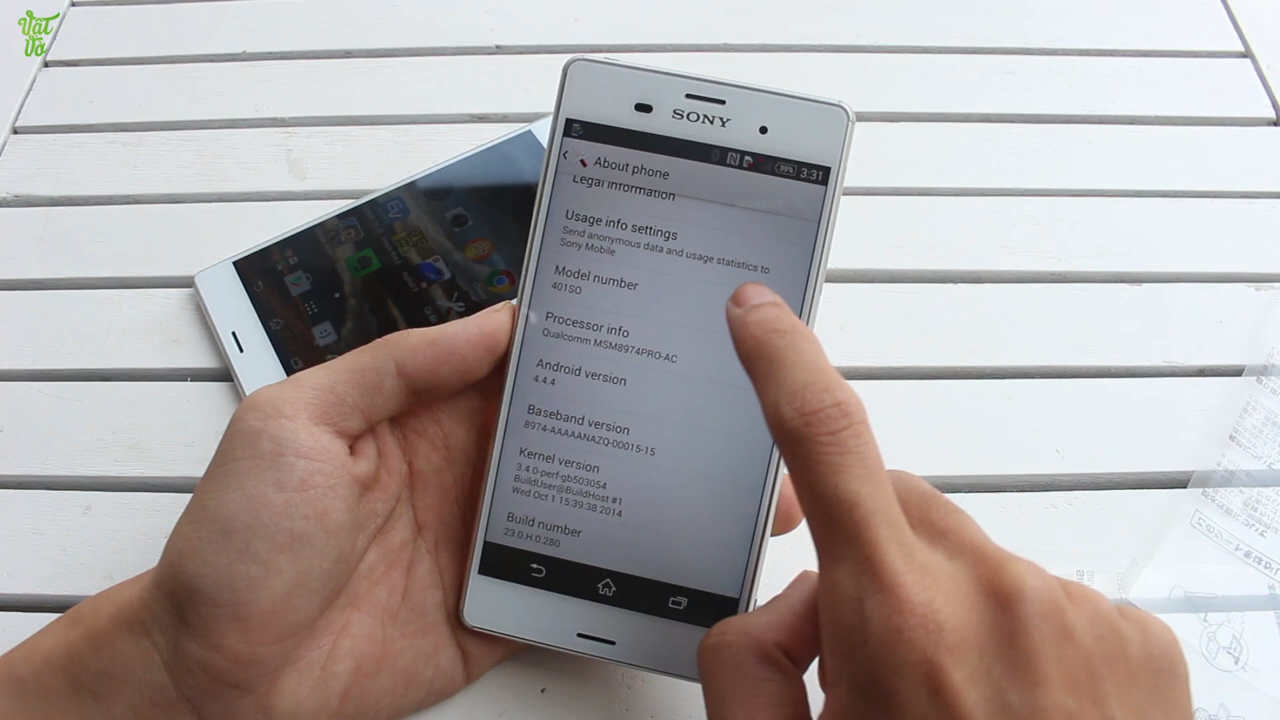 Vật
Vờ
SONY
99%
3:31
About phone
Legal information
Usage info settings
Send anonymous data and usage statistics to
Sony Mobile
Model number
401SO
Processor info
Qualcomm MSM8974PRO-AC
Android version
4.4.4
Baseband version
8974-AAAAANAZQ-00015-15
Kernel version
3.4.0-perf-gb503054
BuildUser@BuildHost #1
Wed Oct 1 15:39:38 2014
Build number
23.0.H.0.280